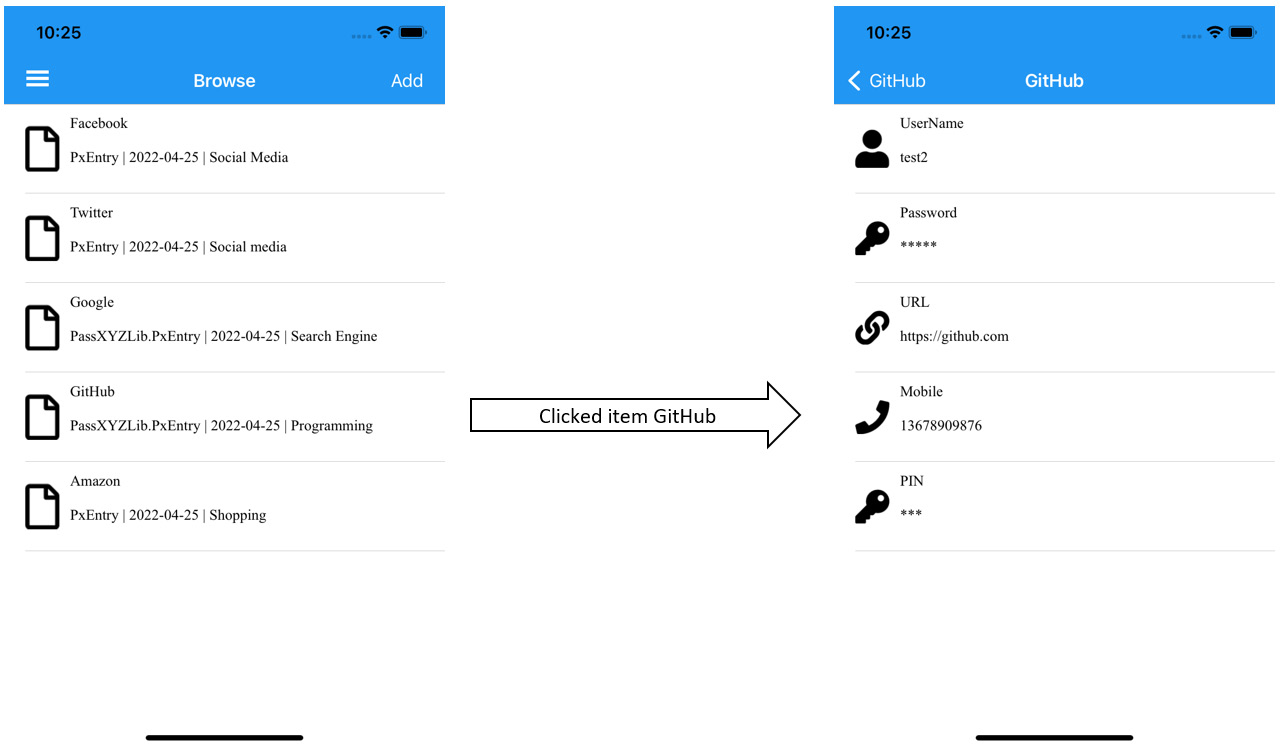 10:25
Browse
Add
Facebook
PxEntry | 2022-04-25 | Social Media
Twitter
PxEntry | 2022-04-25 | Social media
Google
PassXYZLib.PxEntry | 2022-04-25 | Search Engine
GitHub
PassXYZLib.PxEntry | 2022-04-25 | Programming
Amazon
PxEntry | 2022-04-25 | Shopping
Clicked item GitHub
10:25
GitHub
GitHub
UserName
test2
Password
*****
URL
https://github.com
Mobile
13678909876
PIN
***